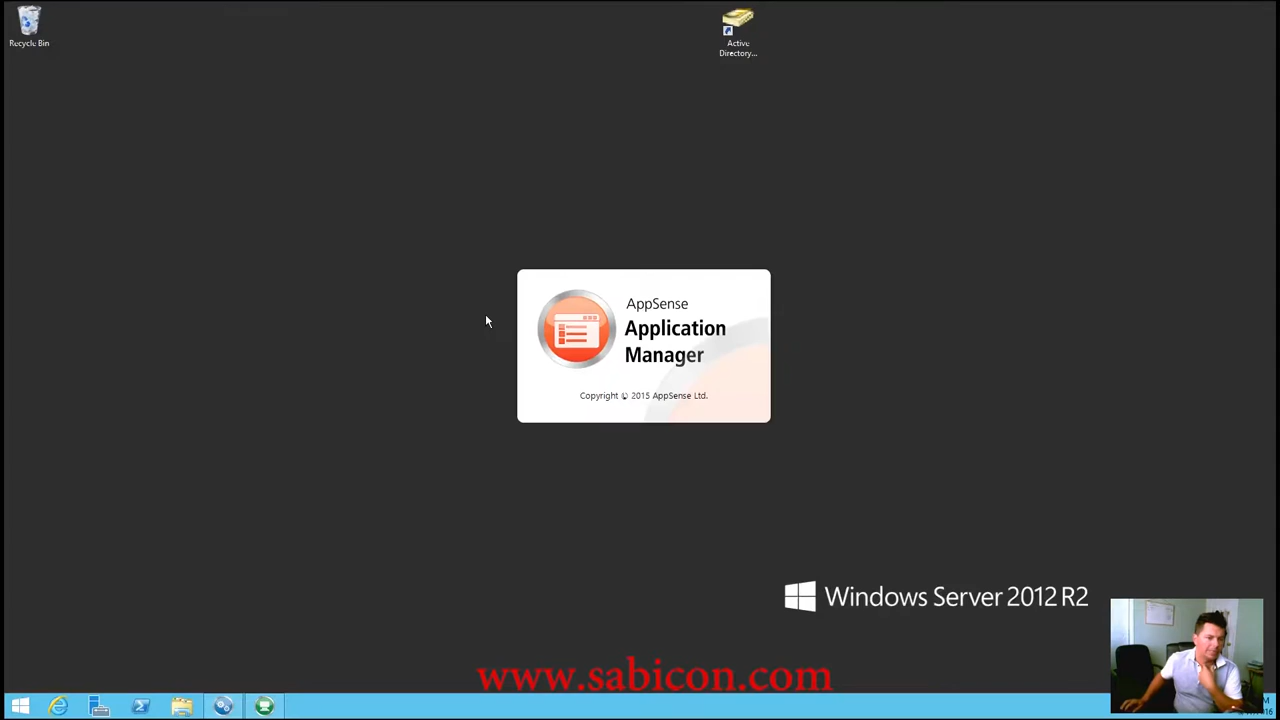 Recycle Bin
Active
Directory...
AppSense
Application
Manager
Copyright © 2015 AppSense Ltd.
Windows Server 2012 R2
www.sabicon.com